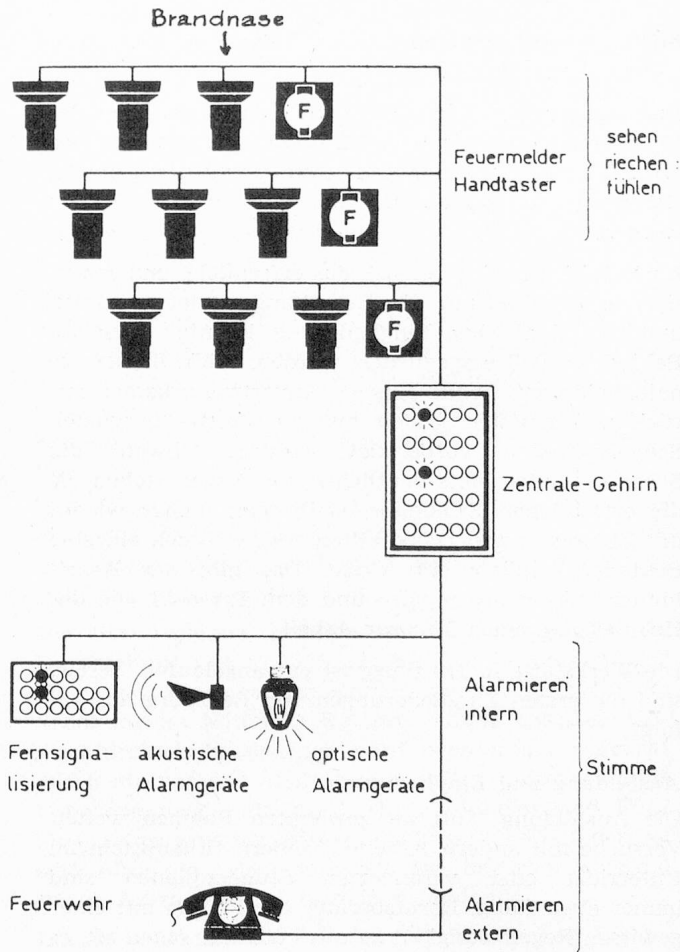 Brandnase
F
Feuermelder
Handtaster
sehen
riechen :
fühlen
F
F
Zentrale-Gehirn
Alarmieren
intern
Fernsigna-
lisierung
akustische
Alarmgeräte
optische
Alarmgeräte
Stimme
Feuerwehr
Alarmieren
extern